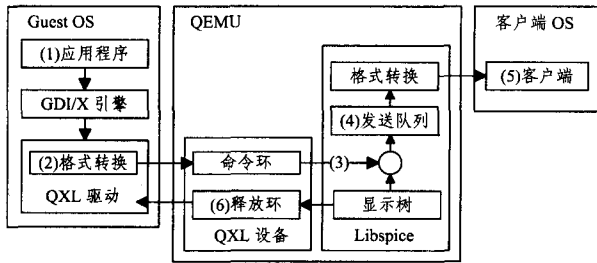 Guest OS
(1)应用程序
GDI/X 引擎
(2)格式转换
QXL 驱动
QEMU
命令环
(6)释放环
QXL 设备
(3)
格式转换
(4)发送队列
显示树
Libspice
客户端 OS
(5)客户端